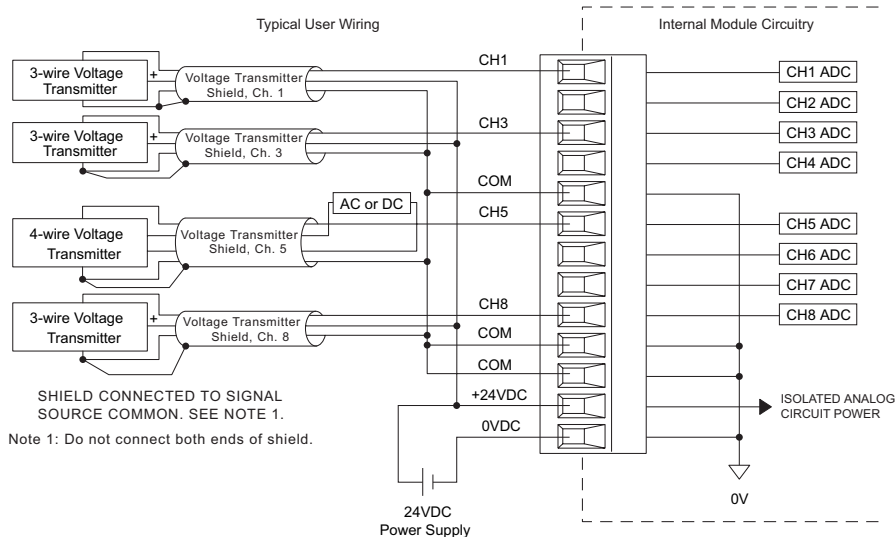 Typical User Wiring
Internal Module Circuitry
3-wire Voltage
Transmitter
+
Voltage Transmitter
Shield, Ch. 1
CH1
CH1 ADC
CH2 ADC
3-wire Voltage
Transmitter
+
Voltage Transmitter
Shield, Ch. 3
CH3
CH3 ADC
CH4 ADC
COM
AC or DC
4-wire Voltage
Transmitter
Voltage Transmitter
Shield, Ch. 5
CH5
CH5 ADC
CH6 ADC
CH7 ADC
3-wire Voltage
Transmitter
+
Voltage Transmitter
Shield, Ch. 8
CH8
CH8 ADC
COM
COM
SHIELD CONNECTED TO SIGNAL
SOURCE COMMON. SEE NOTE 1.
+24VDC
ISOLATED ANALOG
CIRCUIT POWER
Note 1: Do not connect both ends of shield.
0VDC
0V
24VDC
Power Supply